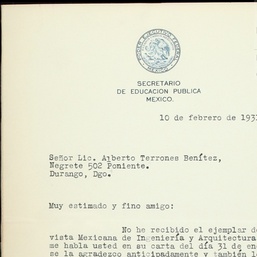 SECRETARIO
DE EDUCACION PUBLICA
MEXICO.
10 de febrero de 193
Señor Lic. Alberto Terrones Benítez,
Negrete 502 Poniente.
Durango, Dgo.
Muy estimado y fino amigo:
No he recibido el ejemplar de
vista Mexicana de Ingeniería y Arquitectura
me habla usted en su carta del día 31 de en
se la agradezco anticipadamente y también l